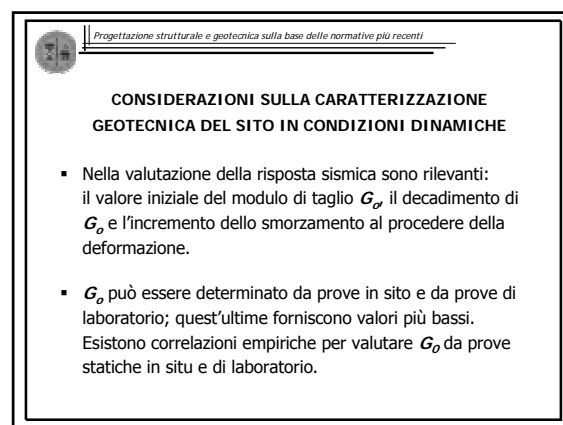 Progettazione strutturale e geotecnica sulla base delle normative più recenti
CONSIDERAZIONI SULLA CARATTERIZZAZIONE
GEOTECNICA DEL SITO IN CONDIZIONI DINAMICHE
▪ Nella valutazione della risposta sismica sono rilevanti:
il valore iniziale del modulo di taglio Go, il decadimento di
Go e l'incremento dello smorzamento al procedere della
deformazione.
▪ Go può essere determinato da prove in sito e da prove di
laboratorio; quest'ultime forniscono valori più bassi.
Esistono correlazioni empiriche per valutare G0 da prove
statiche in situ e di laboratorio.